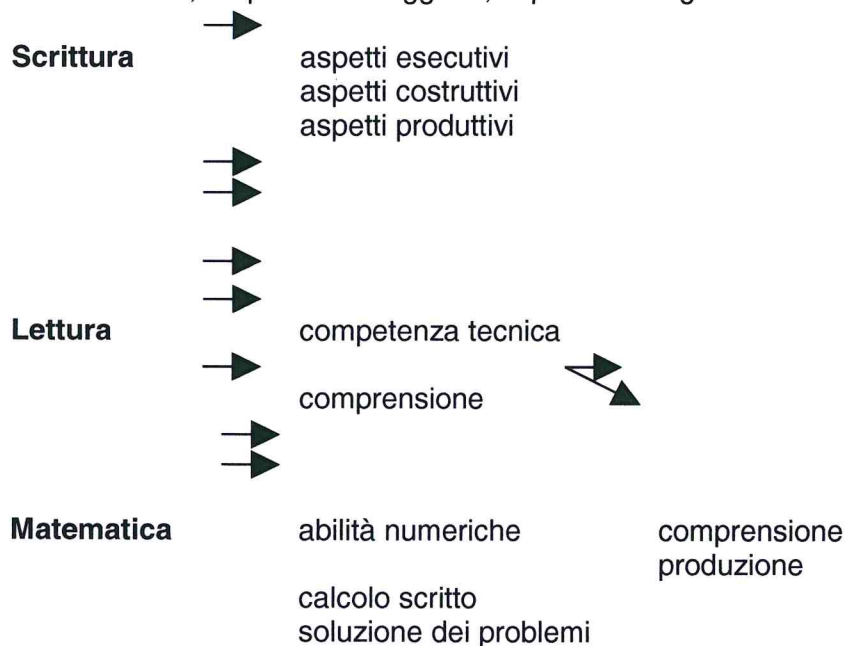 Scrittura aspetti esecutivi
aspetti costruttivi
aspetti produttivi
Lettura competenza tecnica
comprensione
Matematica abilità numeriche comprensione
produzione
calcolo scritto
soluzione dei problemi